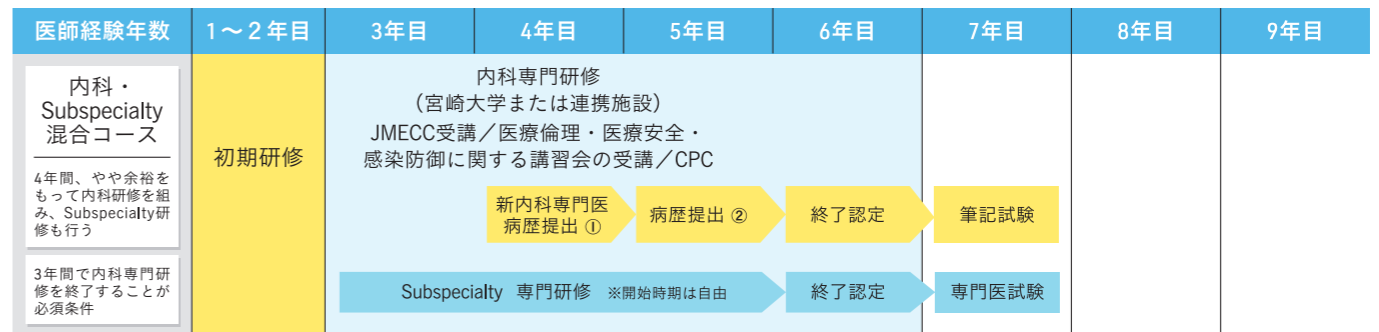 医師経験年数
1〜2年目
3年目
4年目
5年目
6年目
7年目
8年目
9年目
内科・
Subspecialty
混合コース
4年間、やや余裕を
もって内科研修を組
み、Subspecialty研
修も行う
3年間で内科専門研
修を終了することが
必須条件
初期研修
内科専門研修
（宮崎大学または連携施設）
JMECC受講／医療倫理・医療安全・
感染防御に関する講習会の受講／CPC
新内科専門医
病歴提出 ①
病歴提出 ②
終了認定
筆記試験
Subspecialty 専門研修 ※開始時期は自由
終了認定
専門医試験